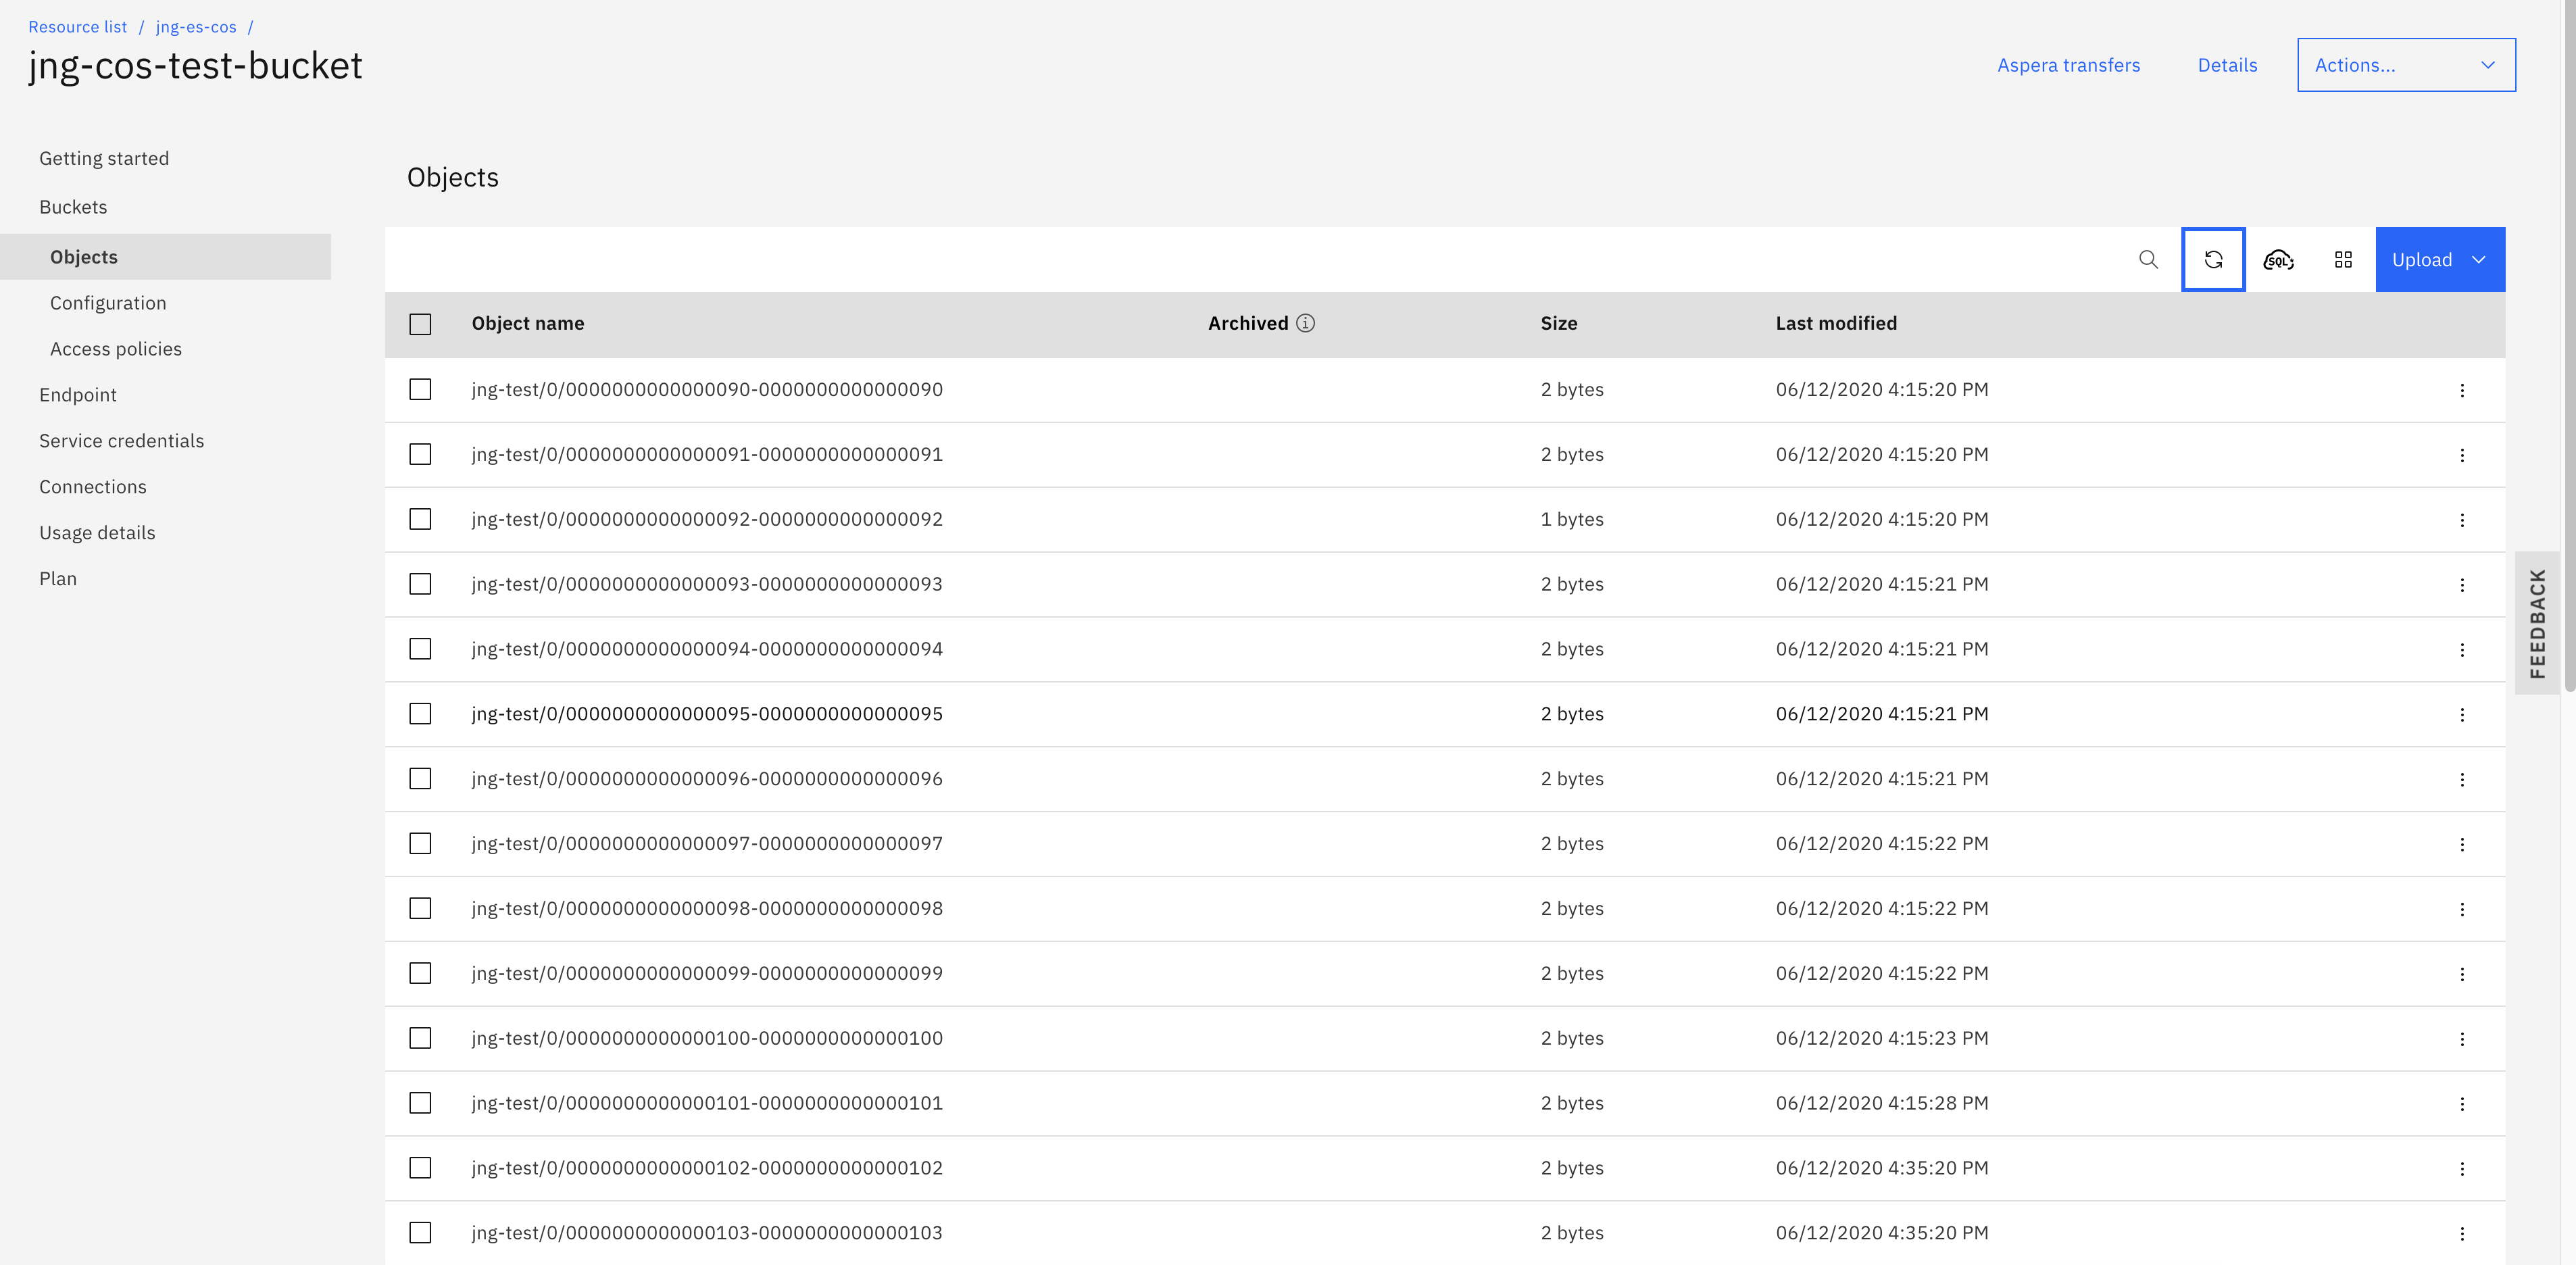 Resource list / jng-es-cos /
jng-cos-test-bucket
Aspera transfers Details Actions...
Getting started
Buckets
Objects
Configuration
Access policies
Endpoint
Service credentials
Connections
Usage details
Plan
Objects
SQL Upload
Object name Archived Size Last modified
jng-test/0/0000000000000090-0000000000000090 2 bytes 06/12/2020 4:15:20 PM
jng-test/0/0000000000000091-0000000000000091 2 bytes 06/12/2020 4:15:20 PM
jng-test/0/0000000000000092-0000000000000092 1 bytes 06/12/2020 4:15:20 PM
jng-test/0/0000000000000093-0000000000000093 2 bytes 06/12/2020 4:15:21 PM
jng-test/0/0000000000000094-0000000000000094 2 bytes 06/12/2020 4:15:21 PM
jng-test/0/0000000000000095-0000000000000095 2 bytes 06/12/2020 4:15:21 PM
jng-test/0/0000000000000096-0000000000000096 2 bytes 06/12/2020 4:15:21 PM
jng-test/0/0000000000000097-0000000000000097 2 bytes 06/12/2020 4:15:22 PM
jng-test/0/0000000000000098-0000000000000098 2 bytes 06/12/2020 4:15:22 PM
jng-test/0/0000000000000099-0000000000000099 2 bytes 06/12/2020 4:15:22 PM
jng-test/0/0000000000000100-0000000000000100 2 bytes 06/12/2020 4:15:23 PM
jng-test/0/0000000000000101-0000000000000101 2 bytes 06/12/2020 4:15:28 PM
jng-test/0/0000000000000102-0000000000000102 2 bytes 06/12/2020 4:35:20 PM
jng-test/0/0000000000000103-0000000000000103 2 bytes 06/12/2020 4:35:20 PM
FEEDBACK